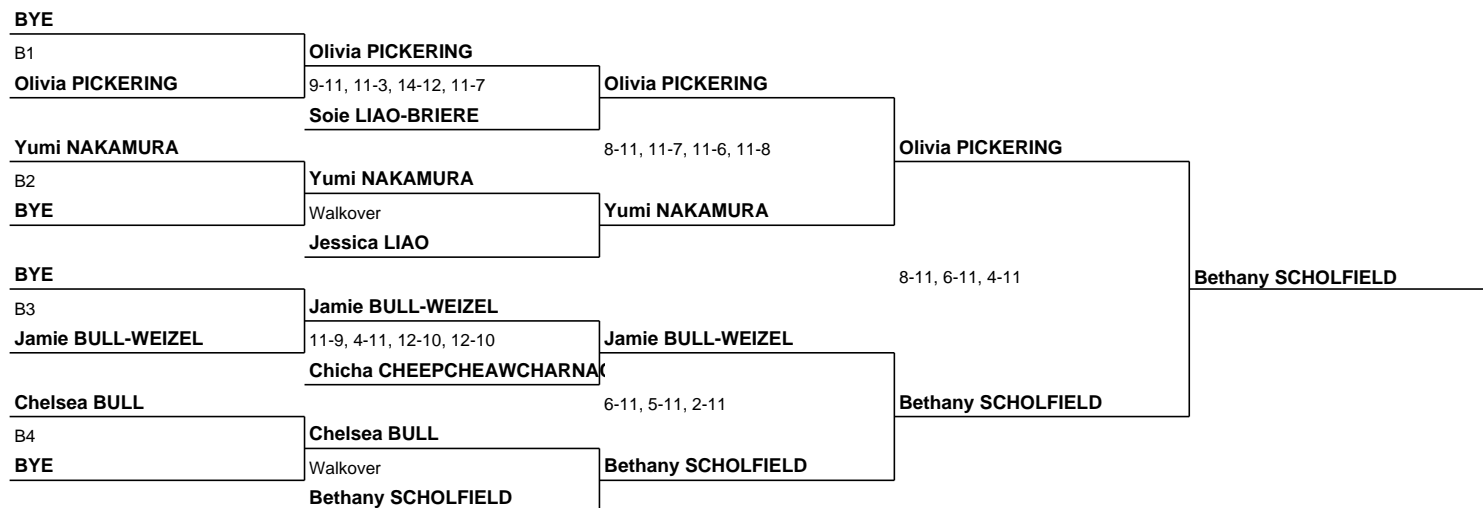 BYE
B1
Olivia PICKERING
Yumi NAKAMURA
B2
BYE
BYE
B3
Jamie BULL-WEIZEL
Chelsea BULL
B4
BYE
Olivia PICKERING
9-11, 11-3, 14-12, 11-7
Soie LIAO-BRIERE
Yumi NAKAMURA
Walkover
Jessica LIAO
Jamie BULL-WEIZEL
11-9, 4-11, 12-10, 12-10
Chicha CHEEPCHEAWCHARNA
Chelsea BULL
Walkover
Bethany SCHOLFIELD
Olivia PICKERING
8-11, 11-7, 11-6, 11-8
Yumi NAKAMURA
Jamie BULL-WEIZEL
6-11, 5-11, 2-11
Bethany SCHOLFIELD
Olivia PICKERING
8-11, 6-11, 4-11
Bethany SCHOLFIELD
Bethany SCHOLFIELD